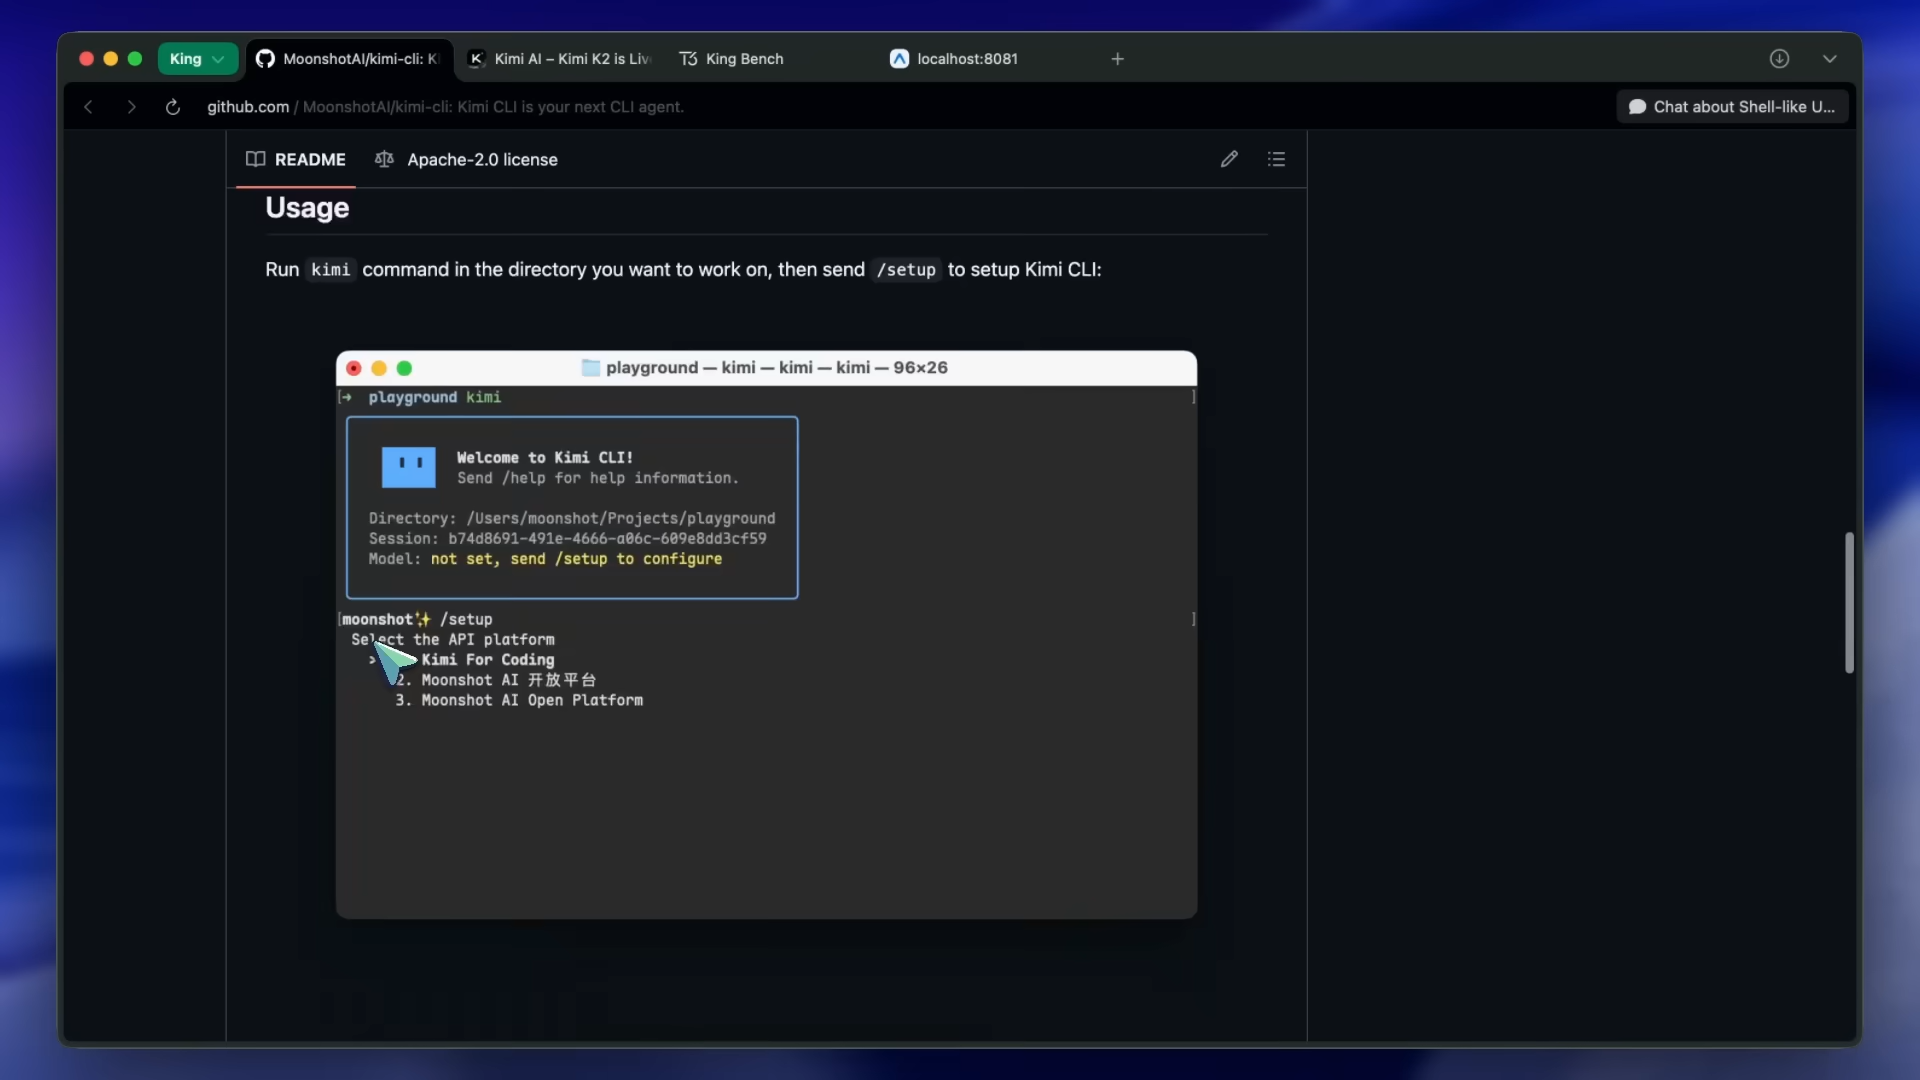 King
MoonshotAI/kimi-cli: K
Kimi AI – Kimi K2 is Liv
T3 King Bench
localhost:8081
github.com / MoonshotAI/kimi-cli: Kimi CLI is your next CLI agent.
Chat about Shell-like U...
README
Apache-2.0 license
Usage
Run kimi command in the directory you want to work on, then send /setup to setup Kimi CLI:
playground — kimi — kimi — kimi — 96×26
[→ playground kimi ]
Welcome to Kimi CLI!
Send /help for help information.
Directory: /Users/moonshot/Projects/playground
Session: b74d8691-491e-4666-a06c-609e8dd3cf59
Model: not set, send /setup to configure
[moonshot✨ /setup ]
Select the API platform
> Kimi For Coding
2. Moonshot AI 开放平台
3. Moonshot AI Open Platform